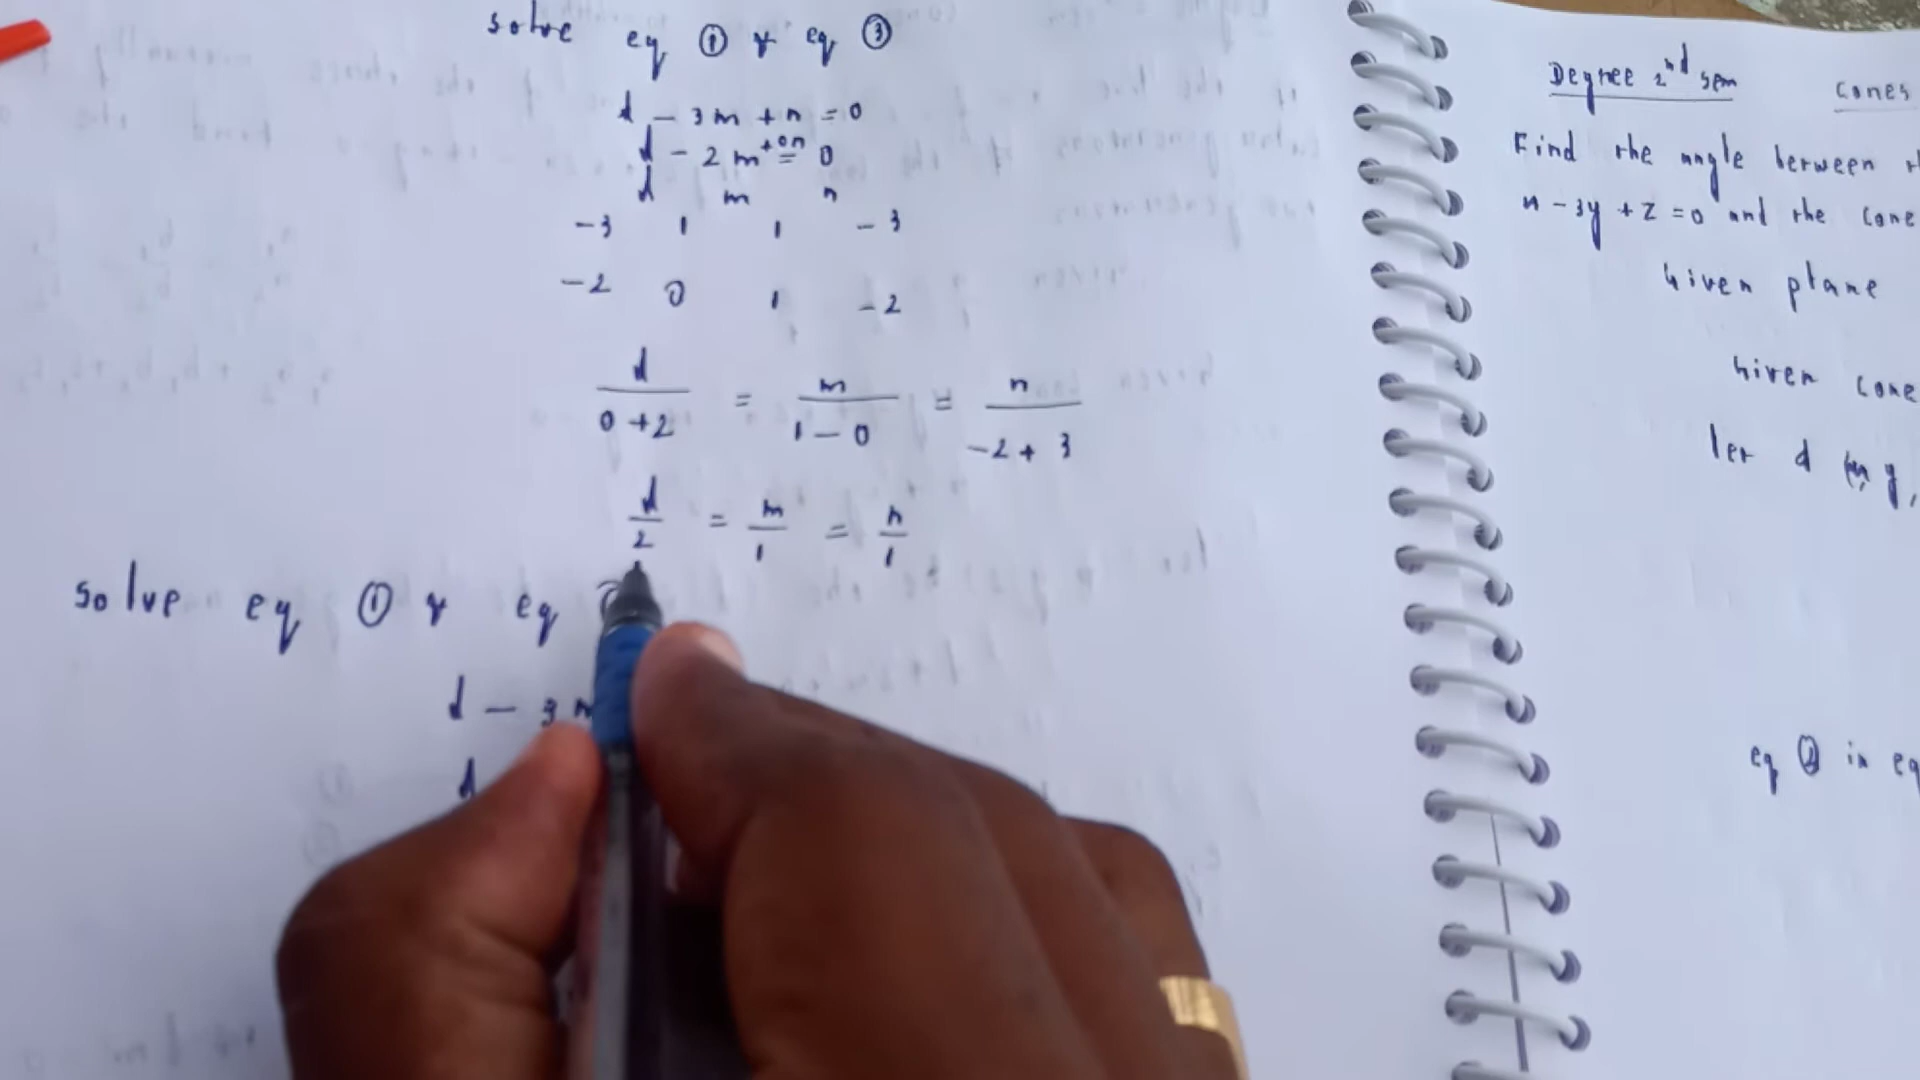 solve eq ① & eq ③
l - 3m + n = 0
l - 2m + 0n = 0
l m n
-3 1 1 -3
-2 0 1 -2
l/0+2 = m/1-0 = n/-2+3
l/2 = m/1 = n/1
solve eq ① & eq
l - 3m
l
Degree 2nd sem Cones
Find the angle between
x - 3y + z = 0 and the cone
Given plane
Given cone
let
eq ② in eq